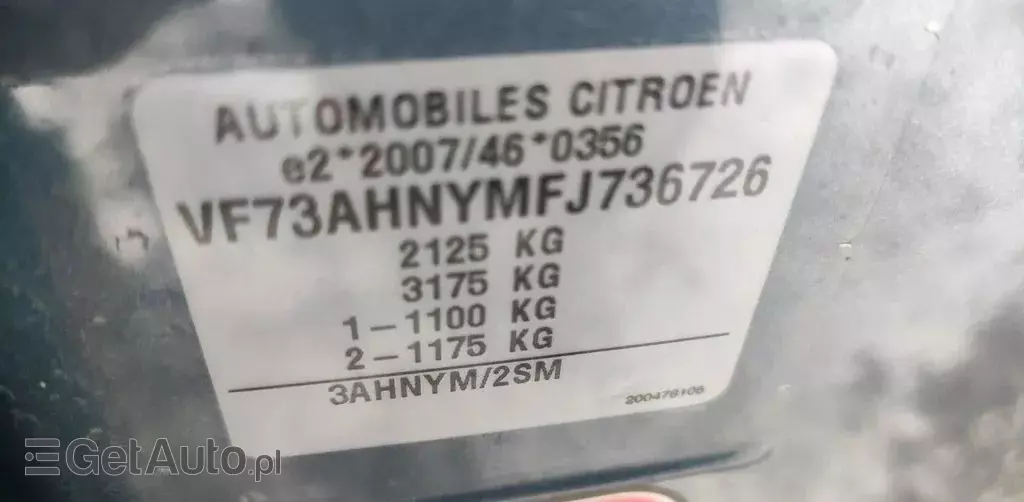 AUTOMOBILES CITROEN
e2*2007/46*0356
VF73AHNYMFJ736726
2125 KG
3175 KG
1-1100 KG
2-1175 KG
3AHNYM/2SM
200476105
GetAuto.pl